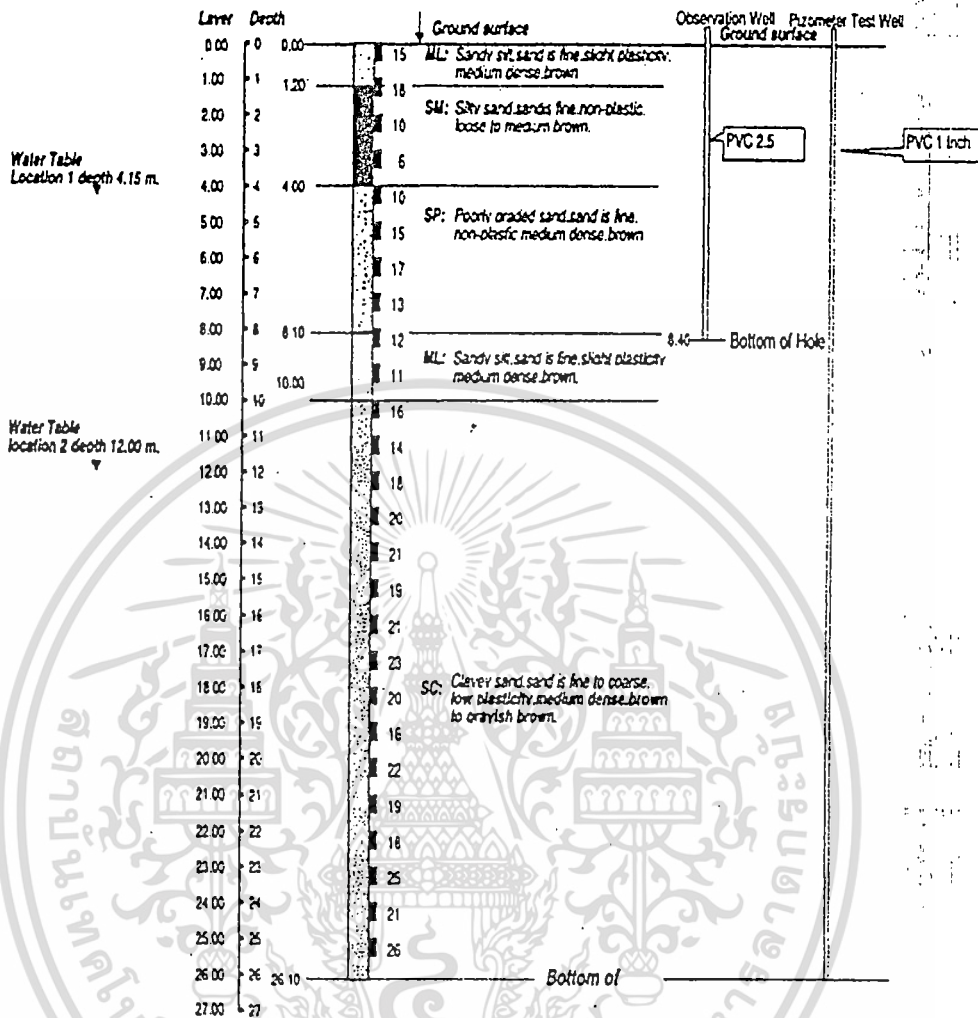 Layer Depth
Ground surface
Observation Well Pizometer Test Well
Ground surface
0.00 0 0.00
15 ML: Sandy silt,sand is fine,slight plasticity,
medium dense,brown
1.00 1
1.20
18
2.00 2
10 SM: Silty sand,sandis fine,non-plastic,
loose to medium brown.
3.00 3
6
PVC 2.5
PVC 1 Inch
Water Table
Location 1 depth 4.15 m.
4.00 4 4.00
10
5.00 5
15 SP: Poorly graded sand,sand is fine,
non-plastic medium dense,brown
6.00 6
17
7.00 7
13
8.00 8 8.10
12
8.40 Bottom of Hole
9.00 9
11 ML: Sandy silt,sand is fine,slight plasticity
medium dense,brown.
10.00 10 10.00
16
Water Table
location 2 depth 12.00 m.
11.00 11
14
12.00 12
18
13.00 13
20
14.00 14
21
15.00 15
19
16.00 16
21
17.00 17
23
18.00 18
20 SC: Clayey sand,sand is fine to coarse,
low plasticity,medium dense,brown
to grayish brown.
19.00 19
20.00 20
22
21.00 21
19
22.00 22
18
23.00 23
25
24.00 24
21
25.00 25
26
26.00 26 26.10
Bottom of
27.00 27